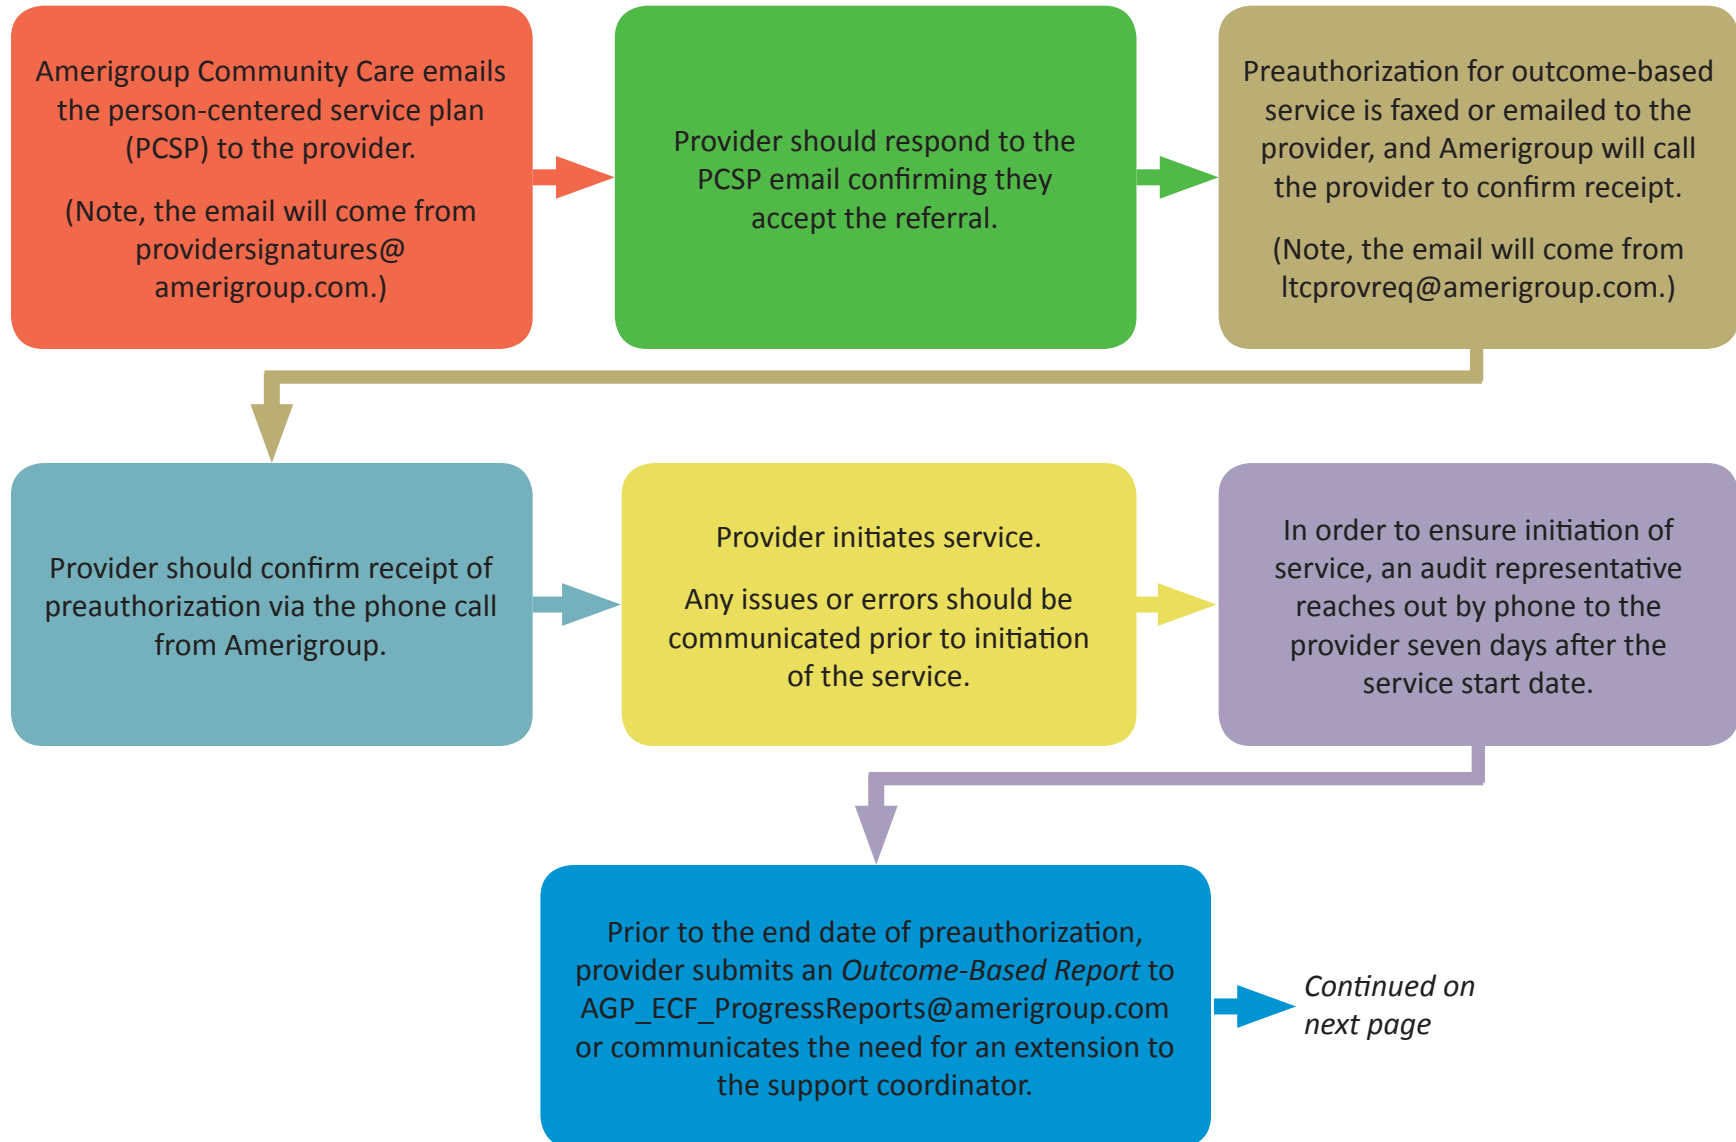 Amerigroup Community Care emails
the person-centered service plan
(PCSP) to the provider.
(Note, the email will come from
providersignatures@
amerigroup.com.)
Provider should respond to the
PCSP email confirming they
accept the referral.
Preauthorization for outcome-based
service is faxed or emailed to the
provider, and Amerigroup will call
the provider to confirm receipt.
(Note, the email will come from
ltcprovreq@amerigroup.com.)
Provider should confirm receipt of
preauthorization via the phone call
from Amerigroup.
Provider initiates service.
Any issues or errors should be
communicated prior to initiation
of the service.
In order to ensure initiation of
service, an audit representative
reaches out by phone to the
provider seven days after the
service start date.
Prior to the end date of preauthorization,
provider submits an Outcome-Based Report to
AGP_ECF_ProgressReports@amerigroup.com
or communicates the need for an extension to
the support coordinator.
Continued on
next page